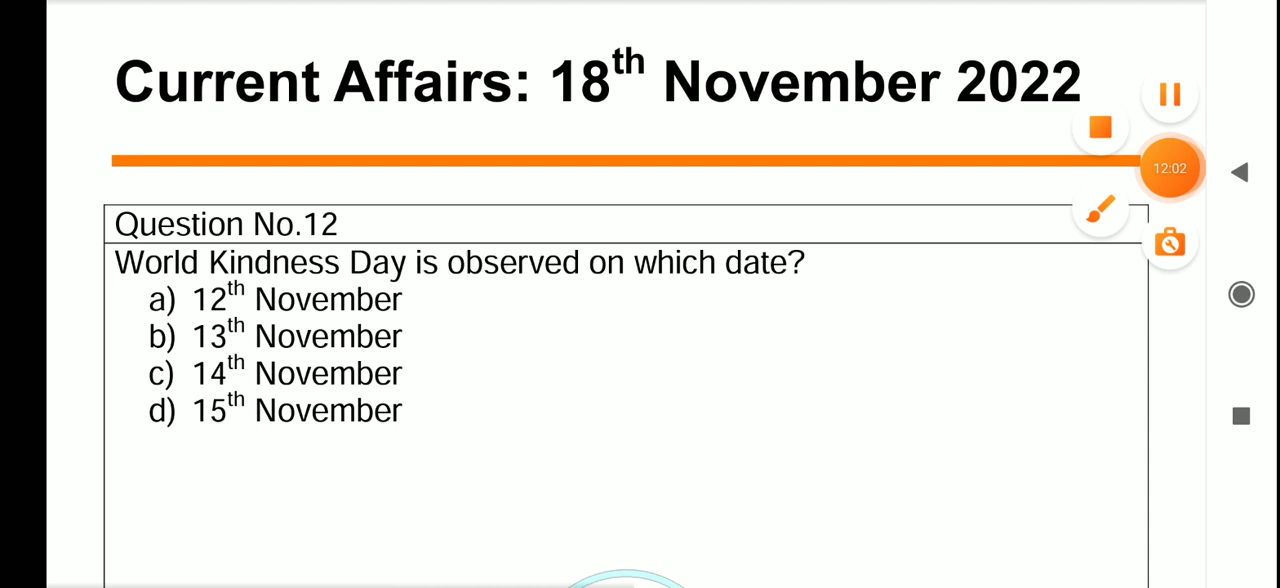 Current Affairs: 18th November 2022
12:02
Question No.12
World Kindness Day is observed on which date?
a) 12th November
b) 13th November
c) 14th November
d) 15th November